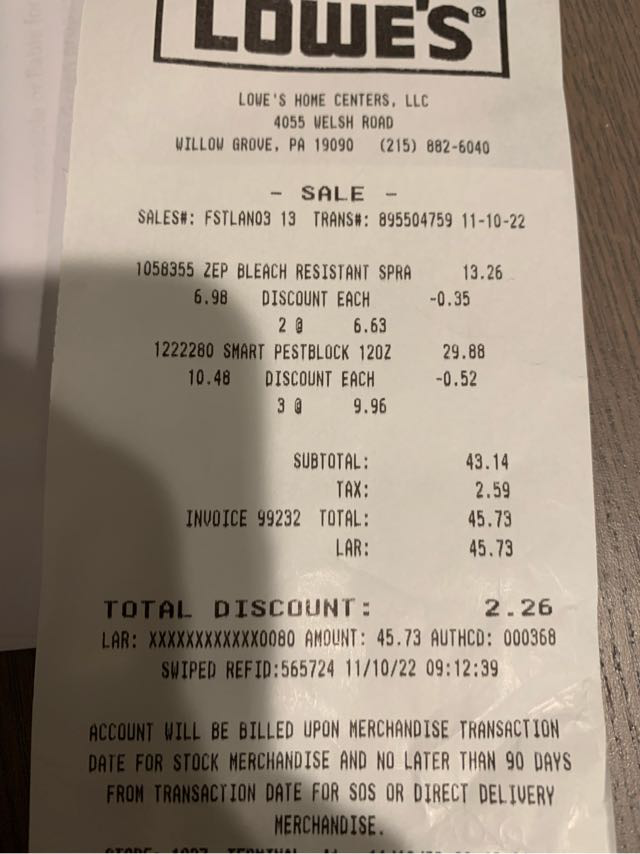 LOWE'S®
LOWE'S HOME CENTERS, LLC
4055 WELSH ROAD
WILLOW GROVE, PA 19090 (215) 882-6040
- SALE -
SALES#: FSTLAN03 13 TRANS#: 895504759 11-10-22
1058355 ZEP BLEACH RESISTANT SPRA 13.26
6.98 DISCOUNT EACH -0.35
2 @ 6.63
1222280 SMART PESTBLOCK 12OZ 29.88
10.48 DISCOUNT EACH -0.52
3 @ 9.96
SUBTOTAL: 43.14
TAX: 2.59
INVOICE 99232 TOTAL: 45.73
LAR: 45.73
TOTAL DISCOUNT: 2.26
LAR: XXXXXXXXXXXX0080 AMOUNT: 45.73 AUTHCD: 000368
SWIPED REFID:565724 11/10/22 09:12:39
ACCOUNT WILL BE BILLED UPON MERCHANDISE TRANSACTION
DATE FOR STOCK MERCHANDISE AND NO LATER THAN 90 DAYS
FROM TRANSACTION DATE FOR SOS OR DIRECT DELIVERY
MERCHANDISE.